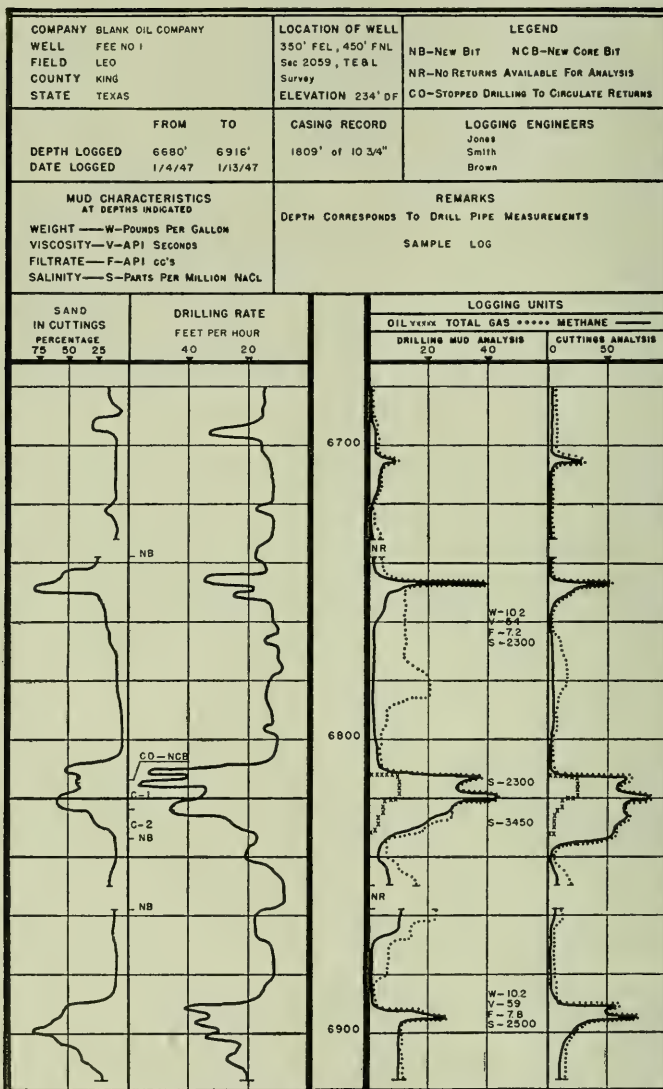 COMPANY BLANK OIL COMPANY
WELL FEE NO 1
FIELD LEO
COUNTY KING
STATE TEXAS
LOCATION OF WELL
350' FEL, 450' FNL
Sec 2059, TE&L
Survey
ELEVATION 234' DF
LEGEND
NB-NEW BIT NCB-NEW CORE BIT
NR-NO RETURNS AVAILABLE FOR ANALYSIS
CO-STOPPED DRILLING TO CIRCULATE RETURNS
FROM TO
DEPTH LOGGED 6680' 6916'
DATE LOGGED 1/4/47 1/13/47
CASING RECORD
1809' of 10 3/4"
LOGGING ENGINEERS
Jones
Smith
Brown
MUD CHARACTERISTICS
AT DEPTHS INDICATED
WEIGHT — W-POUNDS PER GALLON
VISCOSITY — V-API SECONDS
FILTRATE — F-API CC'S
SALINITY — S-PARTS PER MILLION NACL
REMARKS
DEPTH CORRESPONDS TO DRILL PIPE MEASUREMENTS
SAMPLE LOG
SAND
IN CUTTINGS
PERCENTAGE
75 50 25
DRILLING RATE
FEET PER HOUR
40 20
LOGGING UNITS
OIL xxxxx TOTAL GAS ••••• METHANE —
DRILLING MUD ANALYSIS
20 40
CUTTINGS ANALYSIS
0 50
6700
NB
NR
W-10.2
V-64
F-7.2
S-2300
6800
CO-NCB
C-1
C-2
NB
S-2300
S-3450
NB
NR
W-10.2
V-59
F-7.8
S-2500
6900